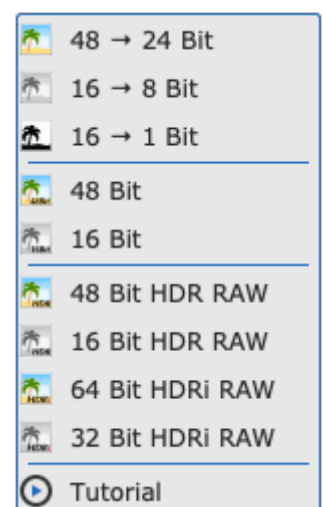 48 → 24 Bit
16 → 8 Bit
16 → 1 Bit
48 Bit
16 Bit
48 Bit HDR RAW
16 Bit HDR RAW
64 Bit HDRi RAW
32 Bit HDRi RAW
Tutorial